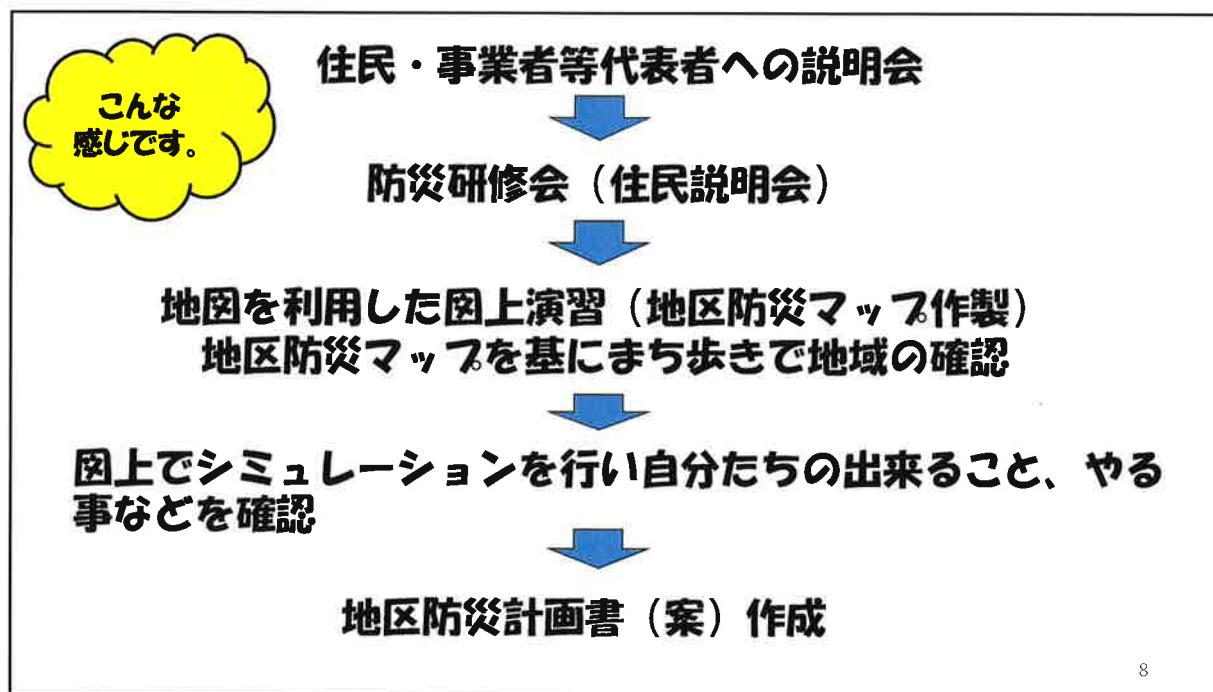 こんな
感じです。
住民・事業者等代表者への説明会
防災研修会（住民説明会）
地図を利用した図上演習（地区防災マップ作製）
地区防災マップを基にまち歩きで地域の確認
図上でシミュレーションを行い自分たちの出来ること、やる
事などを確認
地区防災計画書（案）作成
8